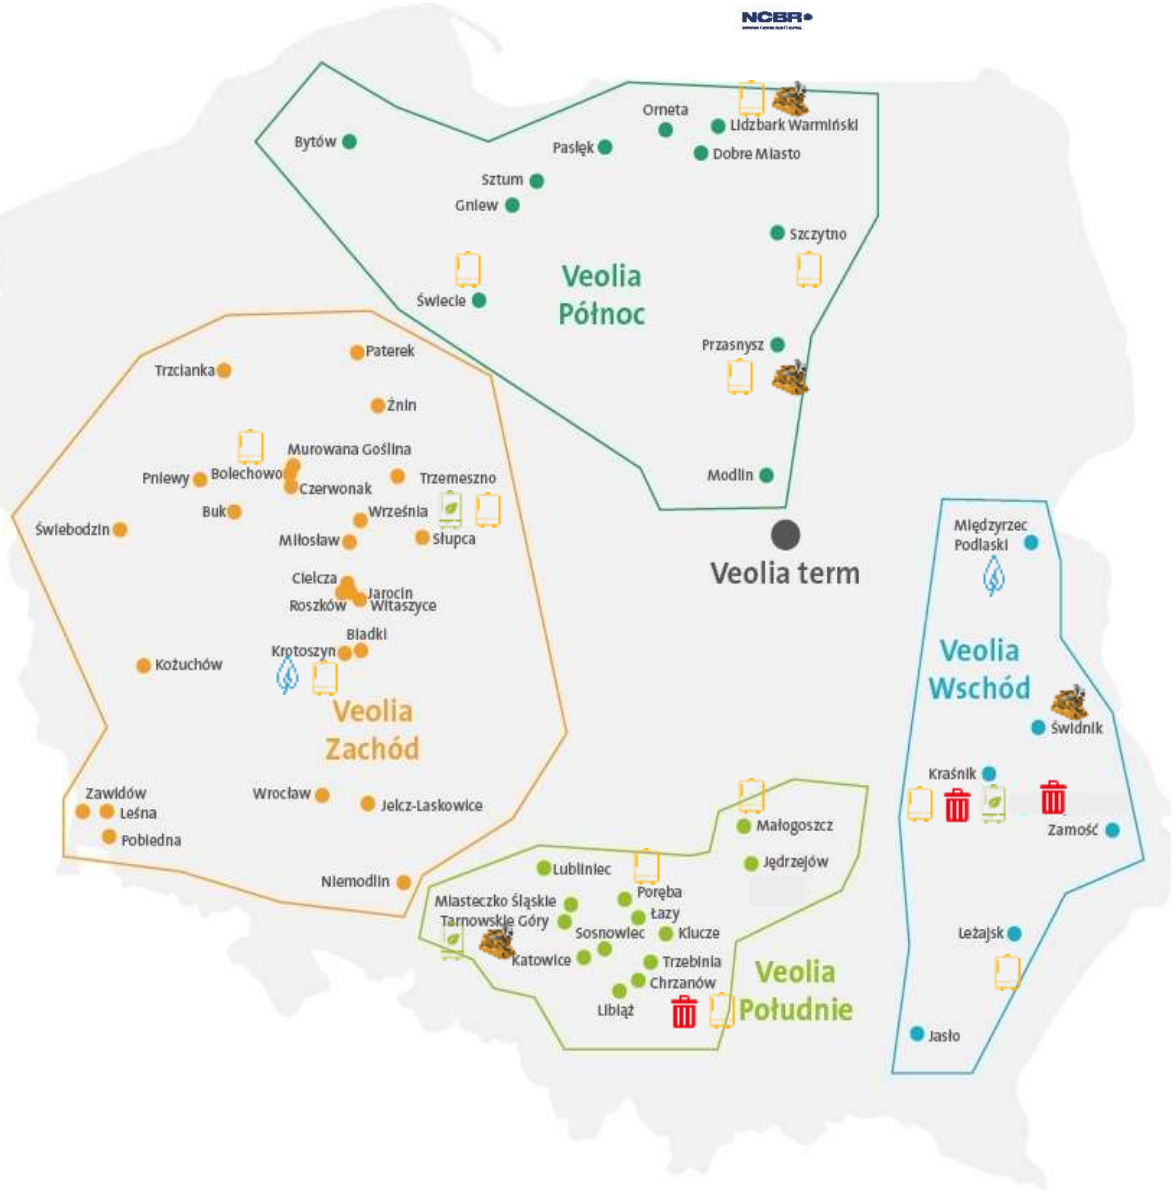 NCBR
Orneta
Lidzbark Warmiński
Bytów
Pasłęk
Dobre Miasto
Sztum
Gniew
Szczytno
Veolia
Północ
Świecie
Przasnysz
Modlin
Paterek
Trzcianka
Żnin
Murowana Goślina
Bolechowo
Pniewy
Trzemeszno
Czerwonak
Buk
Września
Świebodzin
Miłosław
Słupca
Cielcza
Jarocin
Roszków
Witaszyce
Biadki
Krotoszyn
Kożuchów
Veolia
Zachód
Wrocław
Jelcz-Laskowice
Zawidów
Leśna
Pobiedna
Niemodlin
Veolia term
Międzyrzec
Podlaski
Veolia
Wschód
Świdnik
Kraśnik
Zamość
Leżajsk
Jasło
Małogoszcz
Jędrzejów
Lubliniec
Poręba
Miasteczko Śląskie
Łazy
Tarnowskie Góry
Sosnowiec
Klucze
Katowice
Trzebinia
Chrzanów
Libiąż
Veolia
Południe